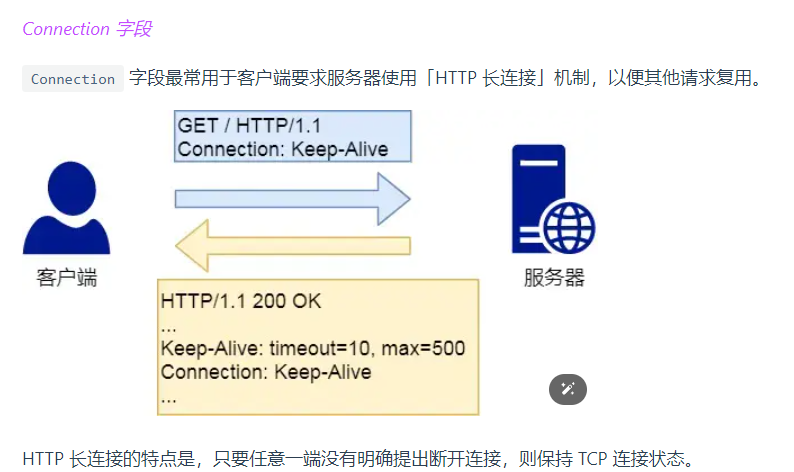 Connection 字段
Connection 字段最常用于客户端要求服务器使用「HTTP 长连接」机制，以便其他请求复用。
GET / HTTP/1.1
Connection: Keep-Alive
客户端
服务器
HTTP/1.1 200 OK
...
Keep-Alive: timeout=10, max=500
Connection: Keep-Alive
...
HTTP 长连接的特点是，只要任意一端没有明确提出断开连接，则保持 TCP 连接状态。